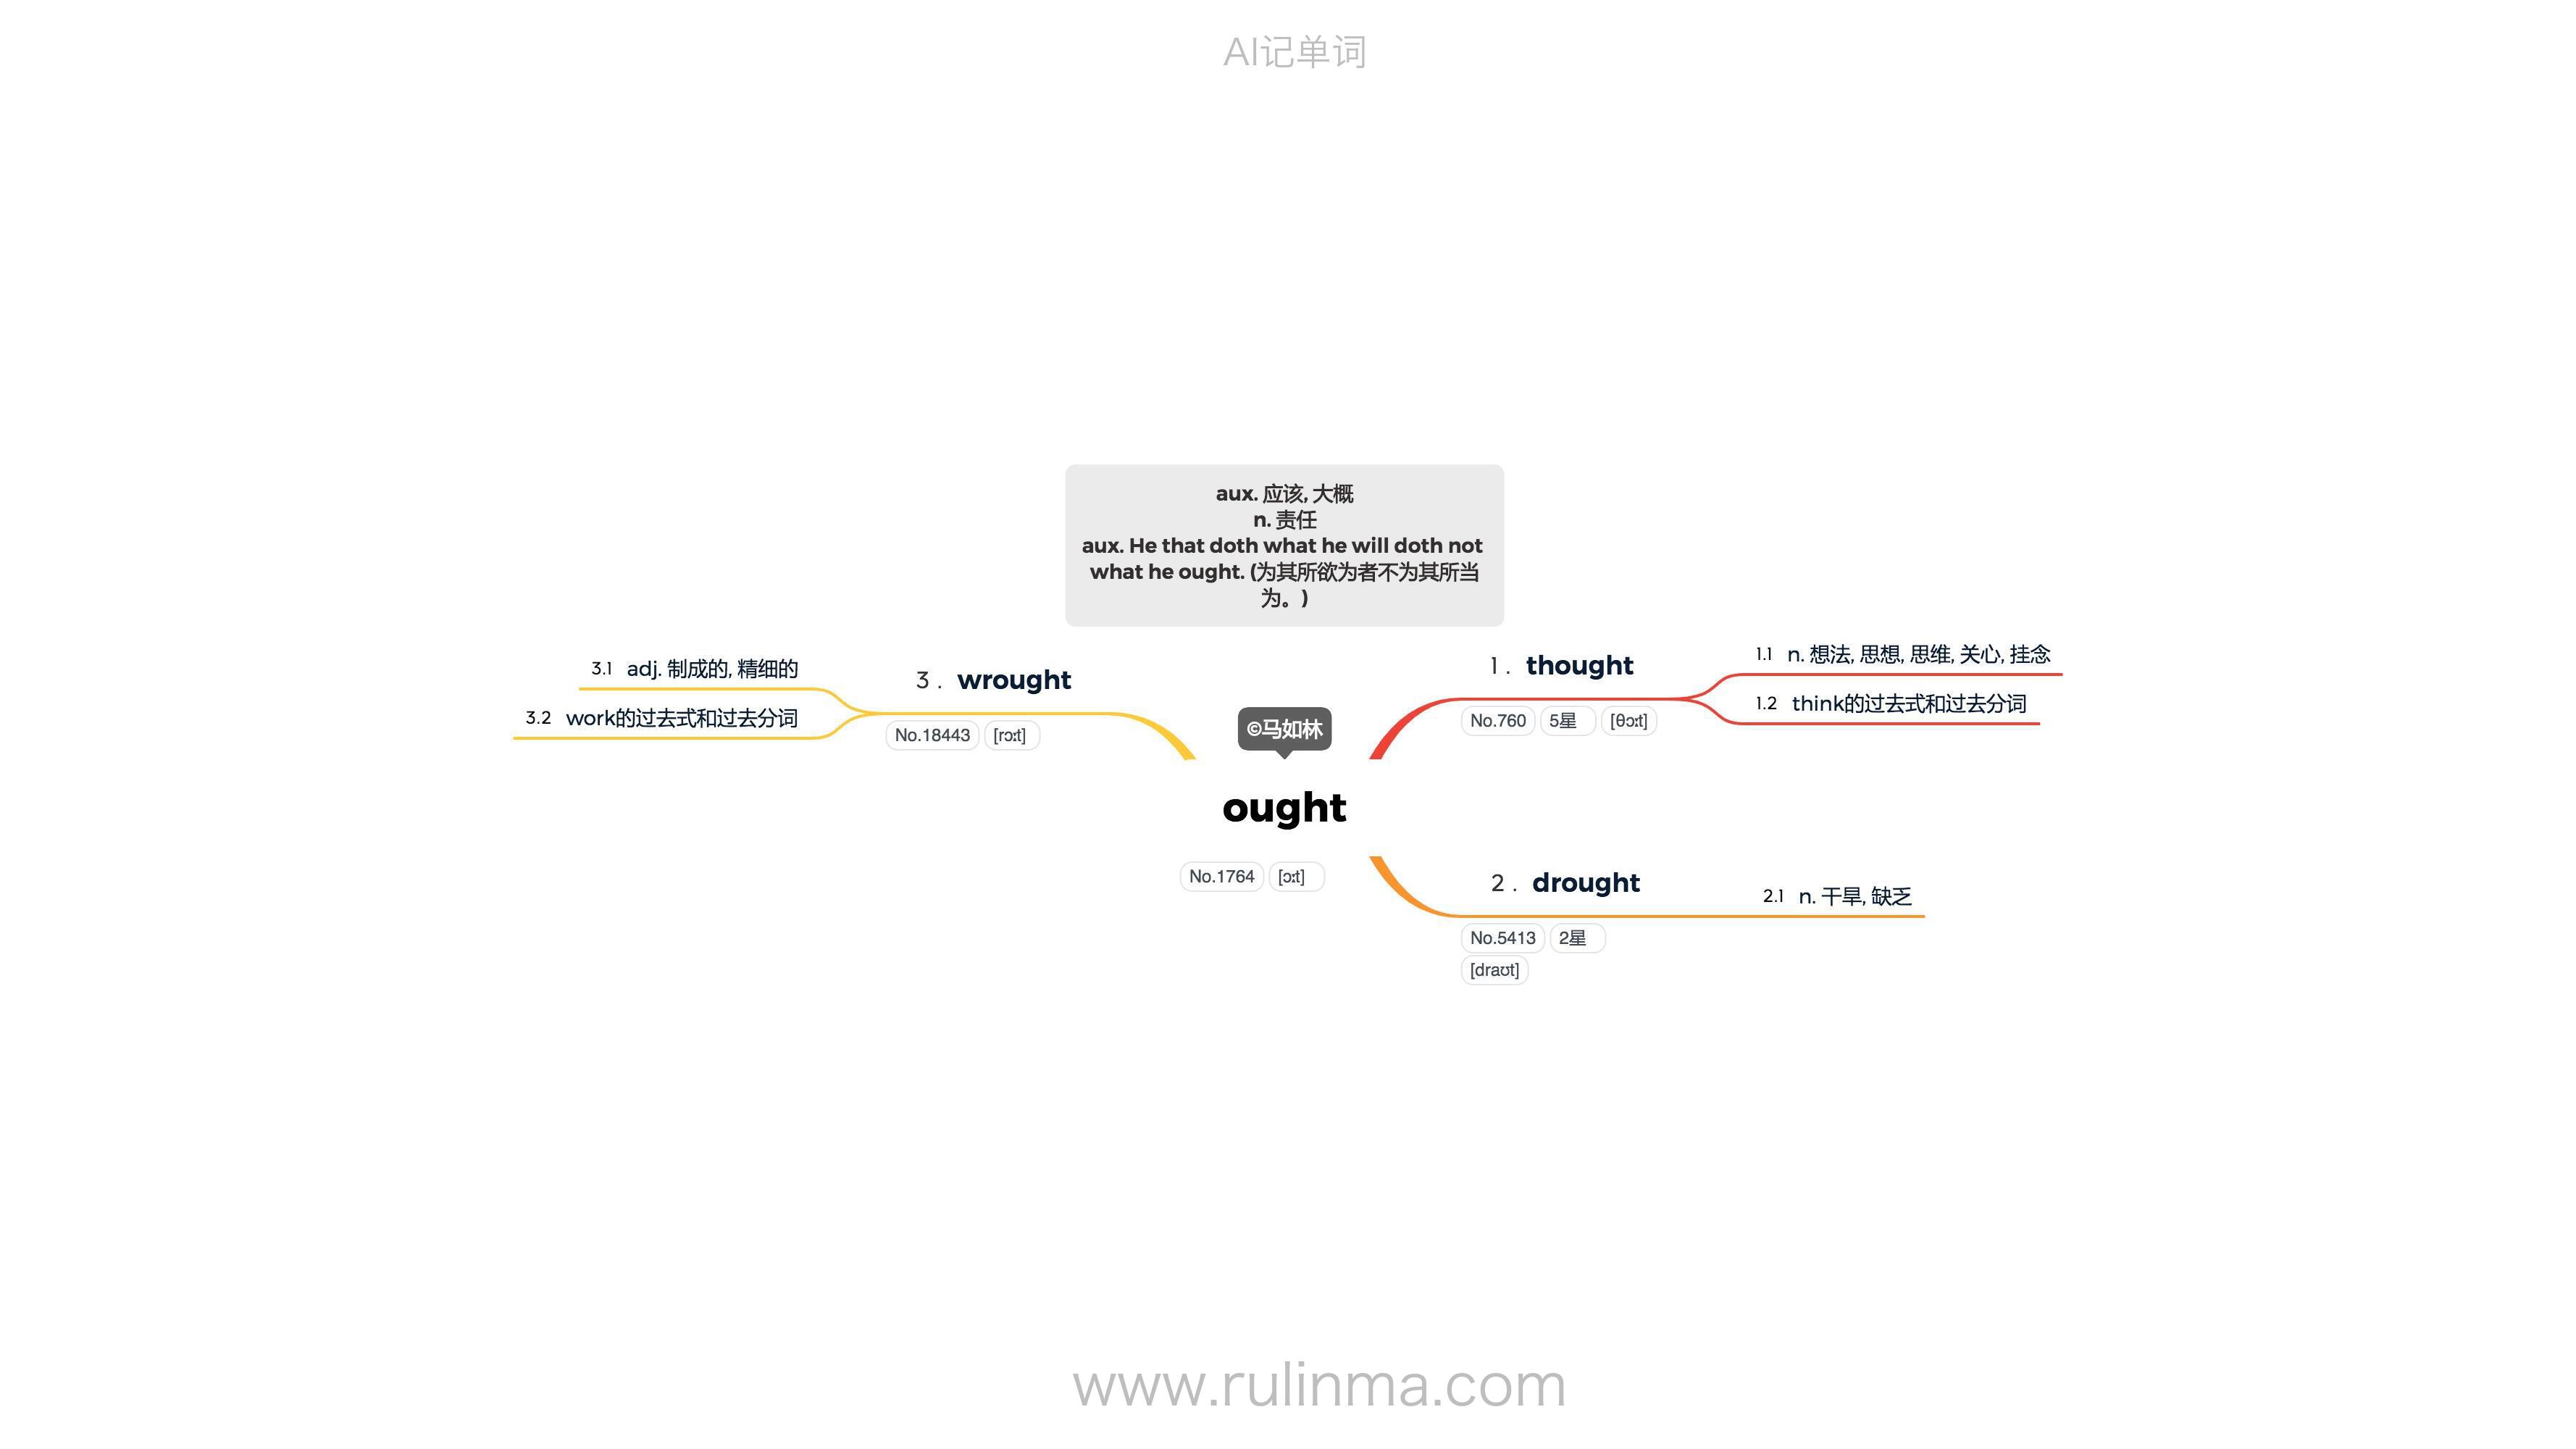 AI记单词
aux. 应该, 大概
n. 责任
aux. He that doth what he will doth not
what he ought. (为其所欲为者不为其所当
为。)
©马如林
ought
No.1764 [ɔːt]
1. thought
No.760 5星 [θɔːt]
1.1 n. 想法, 思想, 思维, 关心, 挂念
1.2 think的过去式和过去分词
2. drought
No.5413 2星
[draʊt]
2.1 n. 干旱, 缺乏
3. wrought
No.18443 [rɔːt]
3.1 adj. 制成的, 精细的
3.2 work的过去式和过去分词
www.rulinma.com